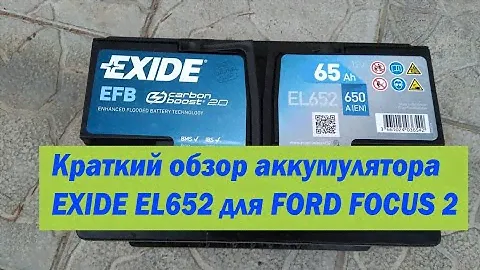 EXIDE
EFB carbon boost 2.0
ENHANCED FLOODED BATTERY TECHNOLOGY
65 Ah
EL652
650
A(EN)
Краткий обзор аккумулятора
EXIDE EL652 для FORD FOCUS 2